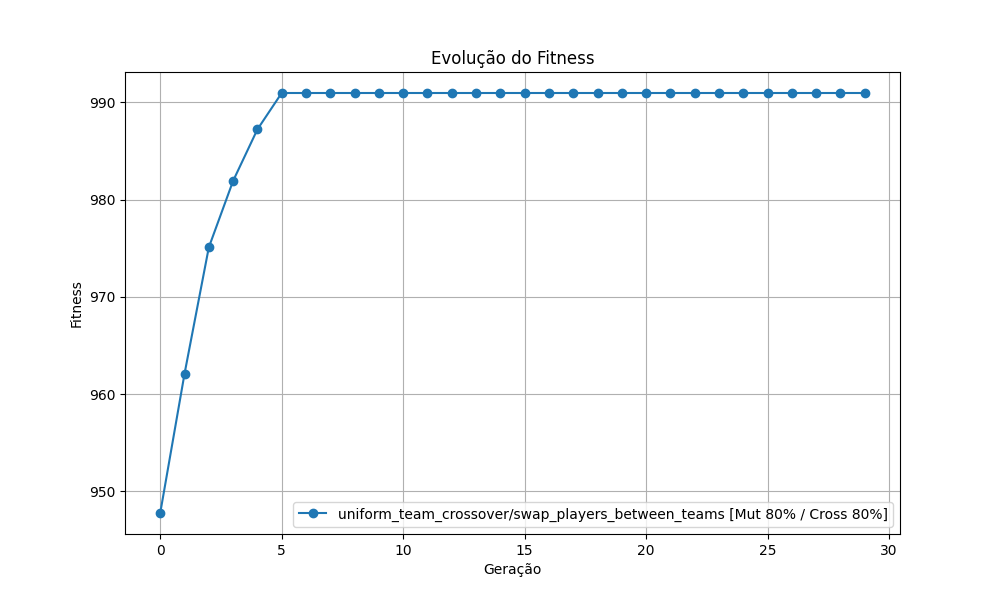 Evolução do Fitness
Fitness
990
980
970
960
950
0 5 10 15 20 25 30
Geração
uniform_team_crossover/swap_players_between_teams [Mut 80% / Cross 80%]